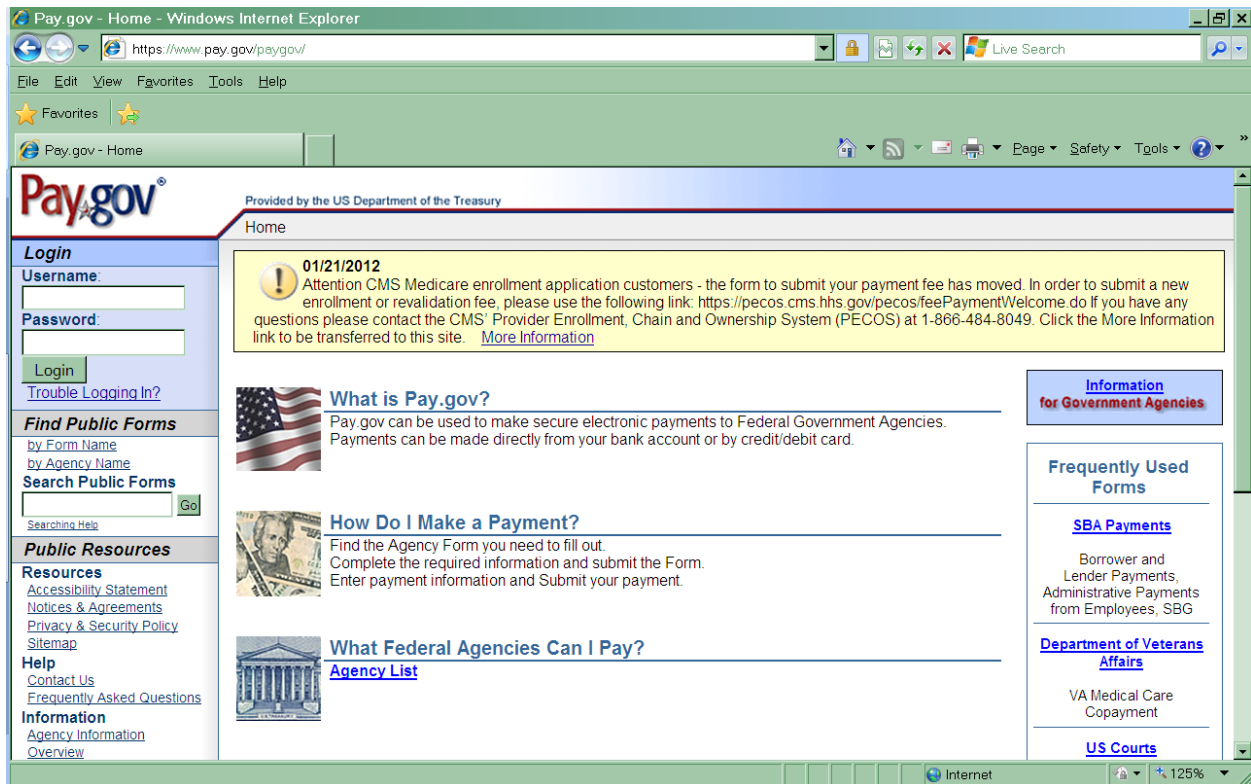 Pay.gov - Home - Windows Internet Explorer
https://www.pay.gov/paygov/
Live Search
File Edit View Favorites Tools Help
Favorites
Pay.gov - Home
Page Safety Tools
Pay.gov®
Provided by the US Department of the Treasury
Home
Login
Username:
Password:
Login
Trouble Logging In?
Find Public Forms
by Form Name
by Agency Name
Search Public Forms
Go
Searching Help
Public Resources
Resources
Accessibility Statement
Notices & Agreements
Privacy & Security Policy
Sitemap
Help
Contact Us
Frequently Asked Questions
Information
Agency Information
Overview
01/21/2012
Attention CMS Medicare enrollment application customers - the form to submit your payment fee has moved. In order to submit a new
enrollment or revalidation fee, please use the following link: https://pecos.cms.hhs.gov/pecos/feePaymentWelcome.do If you have any
questions please contact the CMS' Provider Enrollment, Chain and Ownership System (PECOS) at 1-866-484-8049. Click the More Information
link to be transferred to this site. More Information
What is Pay.gov?
Pay.gov can be used to make secure electronic payments to Federal Government Agencies.
Payments can be made directly from your bank account or by credit/debit card.
How Do I Make a Payment?
Find the Agency Form you need to fill out.
Complete the required information and submit the Form.
Enter payment information and Submit your payment.
What Federal Agencies Can I Pay?
Agency List
Information
for Government Agencies
Frequently Used
Forms
SBA Payments
Borrower and
Lender Payments,
Administrative Payments
from Employees, SBG
Department of Veterans
Affairs
VA Medical Care
Copayment
US Courts
Internet
125%